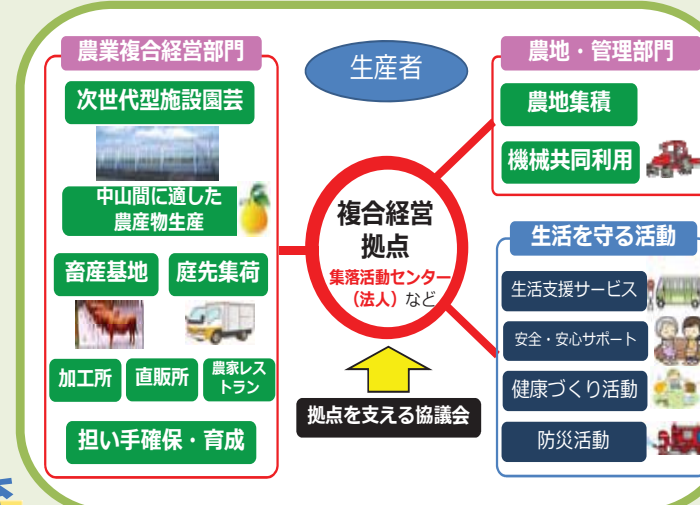 農業複合経営部門
次世代型施設園芸
中山間に適した
農産物生産
畜産基地
庭先集荷
加工所
直販所
農家レス
トラン
担い手確保・育成
生産者
複合経営
拠点
集落活動センター
（法人）など
拠点を支える協議会
農地・管理部門
農地集積
機械共同利用
生活を守る活動
生活支援サービス
安全・安心サポート
健康づくり活動
防災活動